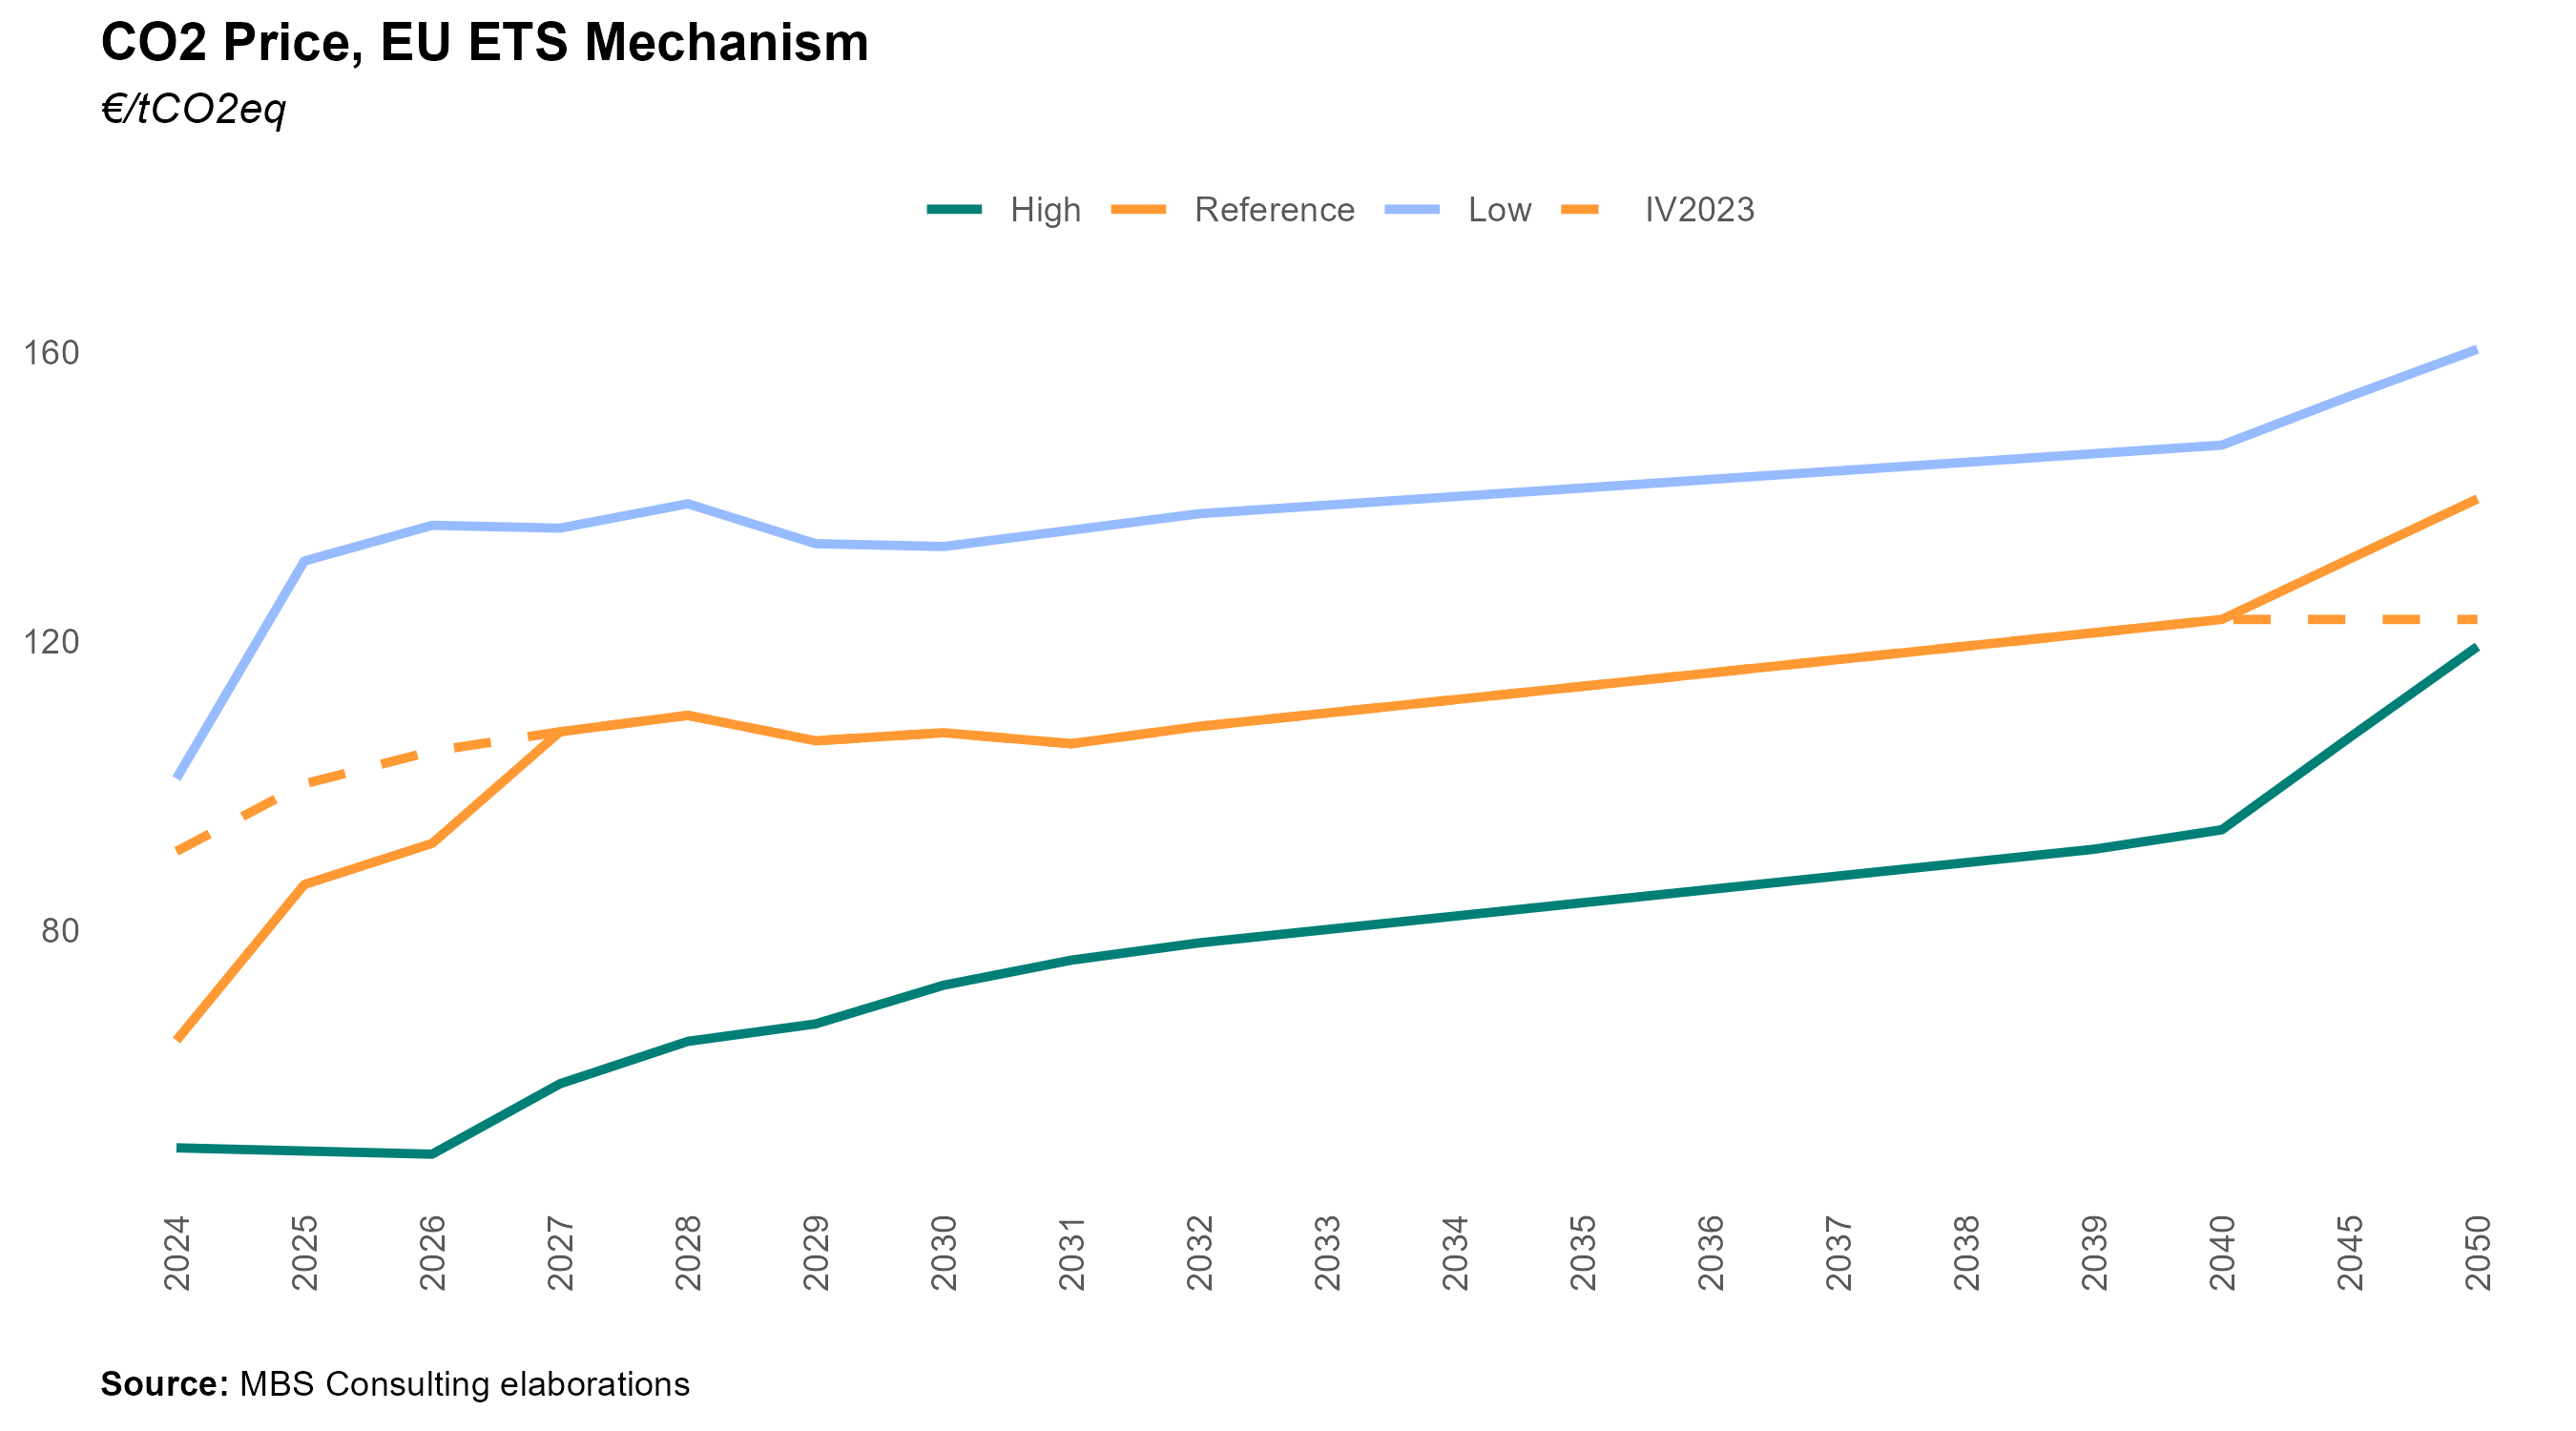 CO2 Price, EU ETS Mechanism
€/tCO2eq
High Reference Low IV2023
160
120
80
2024 2025 2026 2027 2028 2029 2030 2031 2032 2033 2034 2035 2036 2037 2038 2039 2040 2045 2050
Source: MBS Consulting elaborations